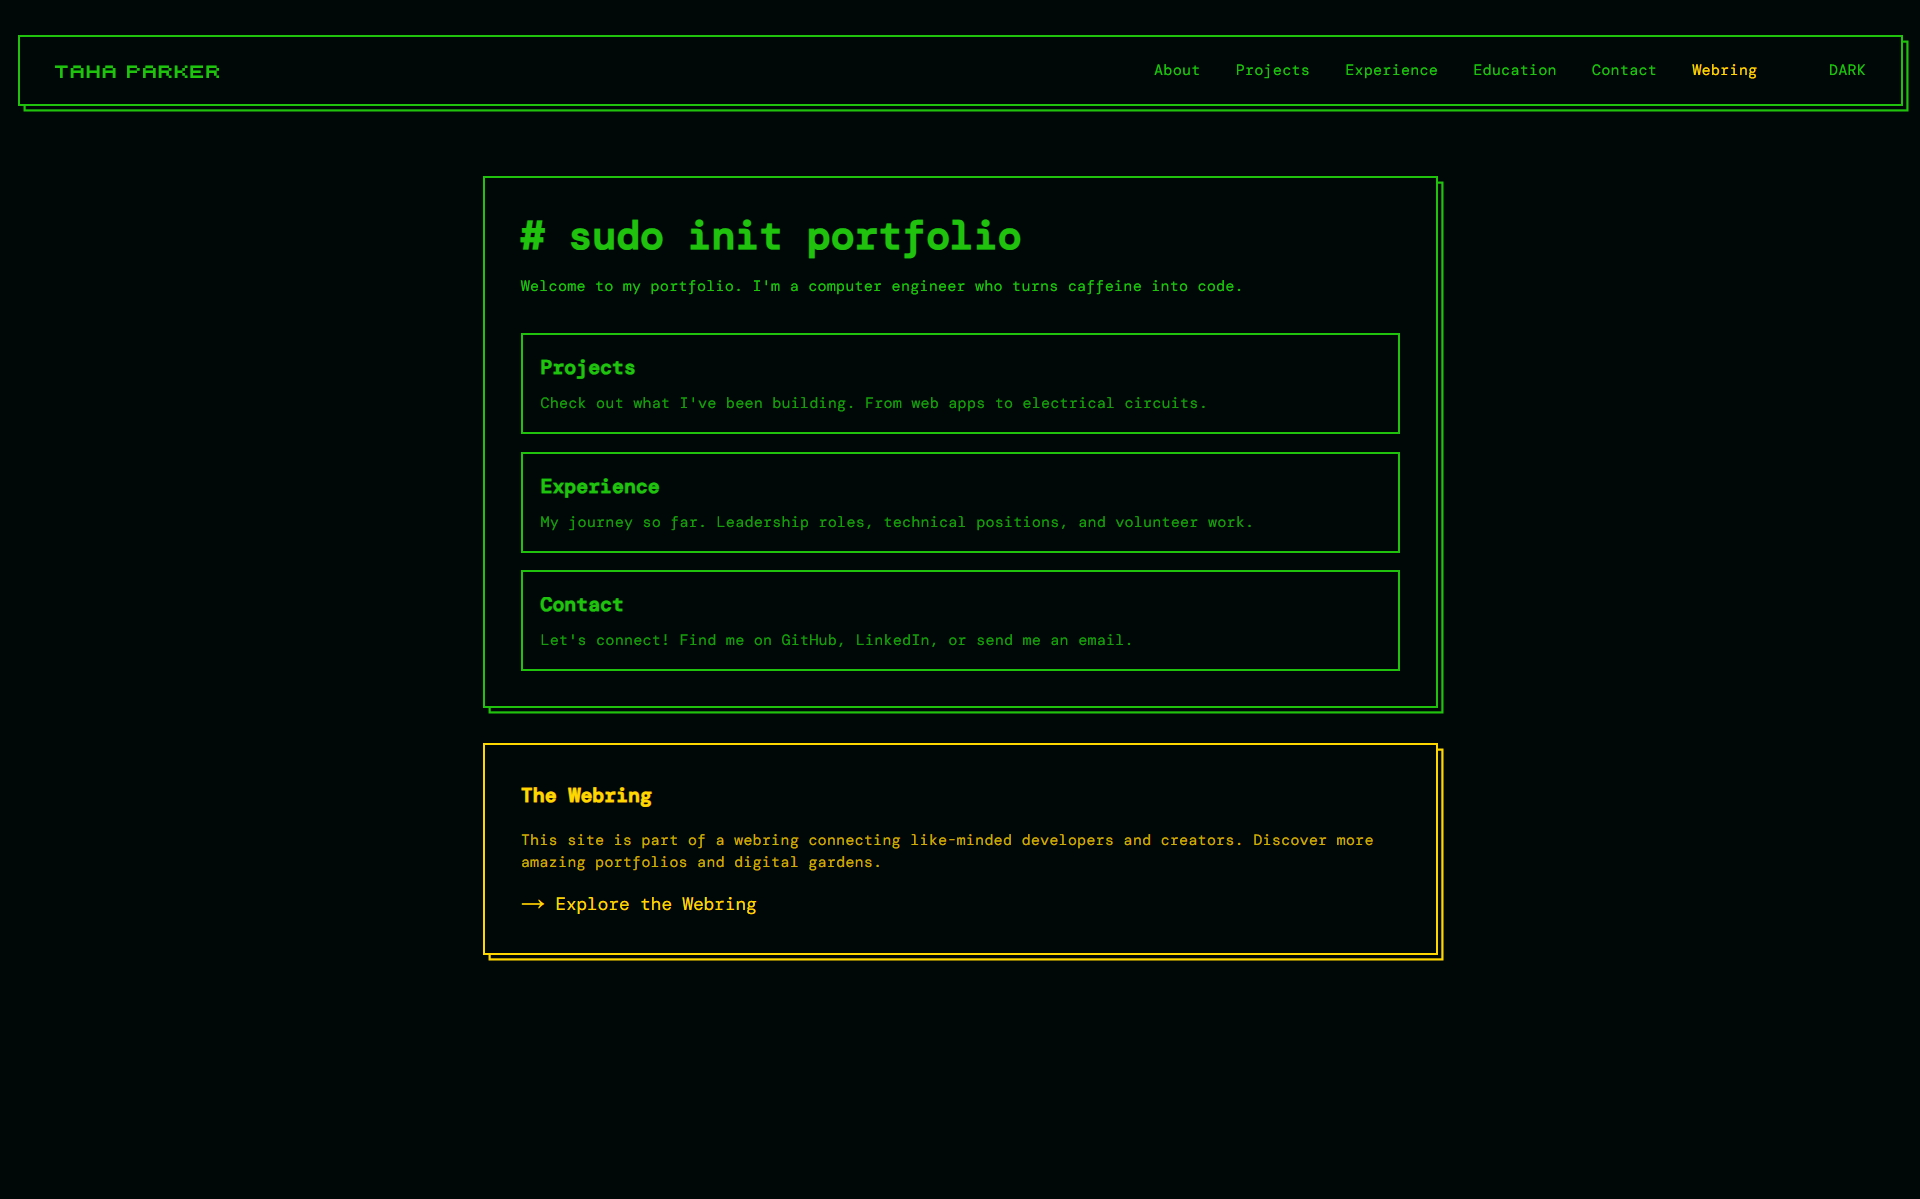 TAHA PARKER
About Projects Experience Education Contact Webring DARK
# sudo init portfolio
Welcome to my portfolio. I'm a computer engineer who turns caffeine into code.
Projects
Check out what I've been building. From web apps to electrical circuits.
Experience
My journey so far. Leadership roles, technical positions, and volunteer work.
Contact
Let's connect! Find me on GitHub, LinkedIn, or send me an email.
The Webring
This site is part of a webring connecting like-minded developers and creators. Discover more
amazing portfolios and digital gardens.
⟶ Explore the Webring